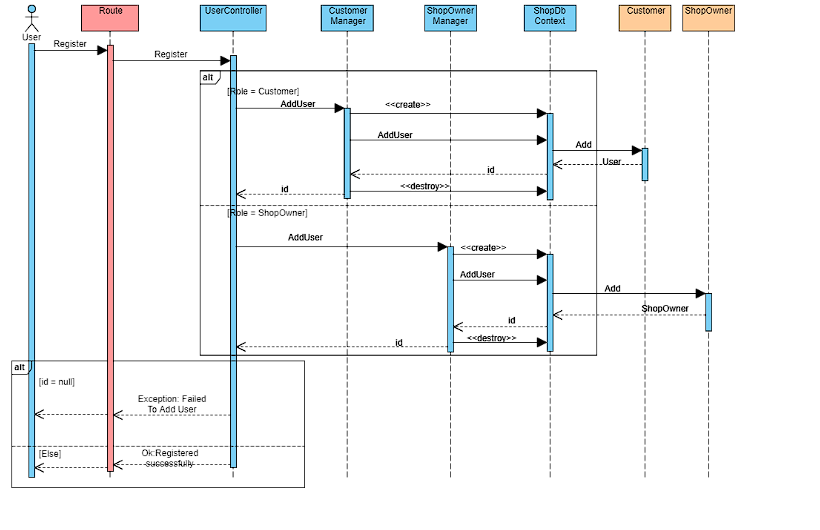 User
Route
UserController
Customer
Manager
ShopOwner
Manager
ShopDb
Context
Customer
ShopOwner
Register
Register
alt
[Role = Customer]
AddUser
<<create>>
AddUser
Add
User
id
<<destroy>>
id
[Role = ShopOwner]
AddUser
<<create>>
AddUser
Add
ShopOwner
id
<<destroy>>
id
alt
[id = null]
Exception: Failed
To Add User
[Else]
Ok:Registered
successfully